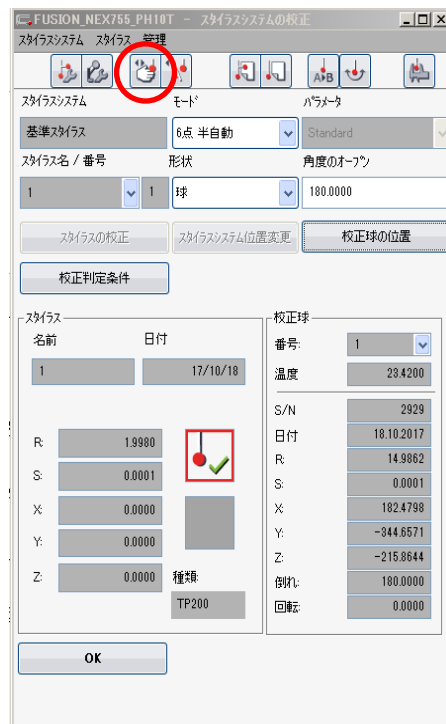 FUSION_NEX755_PH10T - スタイラスシステムの校正
スタイラスシステム スタイラス 管理
A▸B
スタイラスシステム モード パラメータ
基準スタイラス 6点 半自動 Standard
スタイラス名 / 番号 形状 角度のオープン
1 1 球 180.0000
スタイラスの校正 スタイラスシステム位置変更 校正球の位置
校正判定条件
スタイラス
名前 日付
1 17/10/18
R: 1.9980
S: 0.0001
X: 0.0000
Y: 0.0000
Z: 0.0000
種類:
TP200
校正球
番号: 1
温度 23.4200
S/N 2929
日付 18.10.2017
R: 14.9862
S: 0.0001
X: 182.4798
Y: -344.6571
Z: -215.8644
倒れ: 180.0000
回転: 0.0000
OK